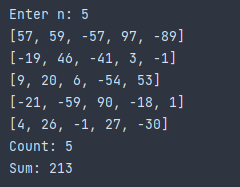 Enter n: 5
[57, 59, -57, 97, -89]
[-19, 46, -41, 3, -1]
[9, 20, 6, -54, 53]
[-21, -59, 90, -18, 1]
[4, 26, -1, 27, -30]
Count: 5
Sum: 213